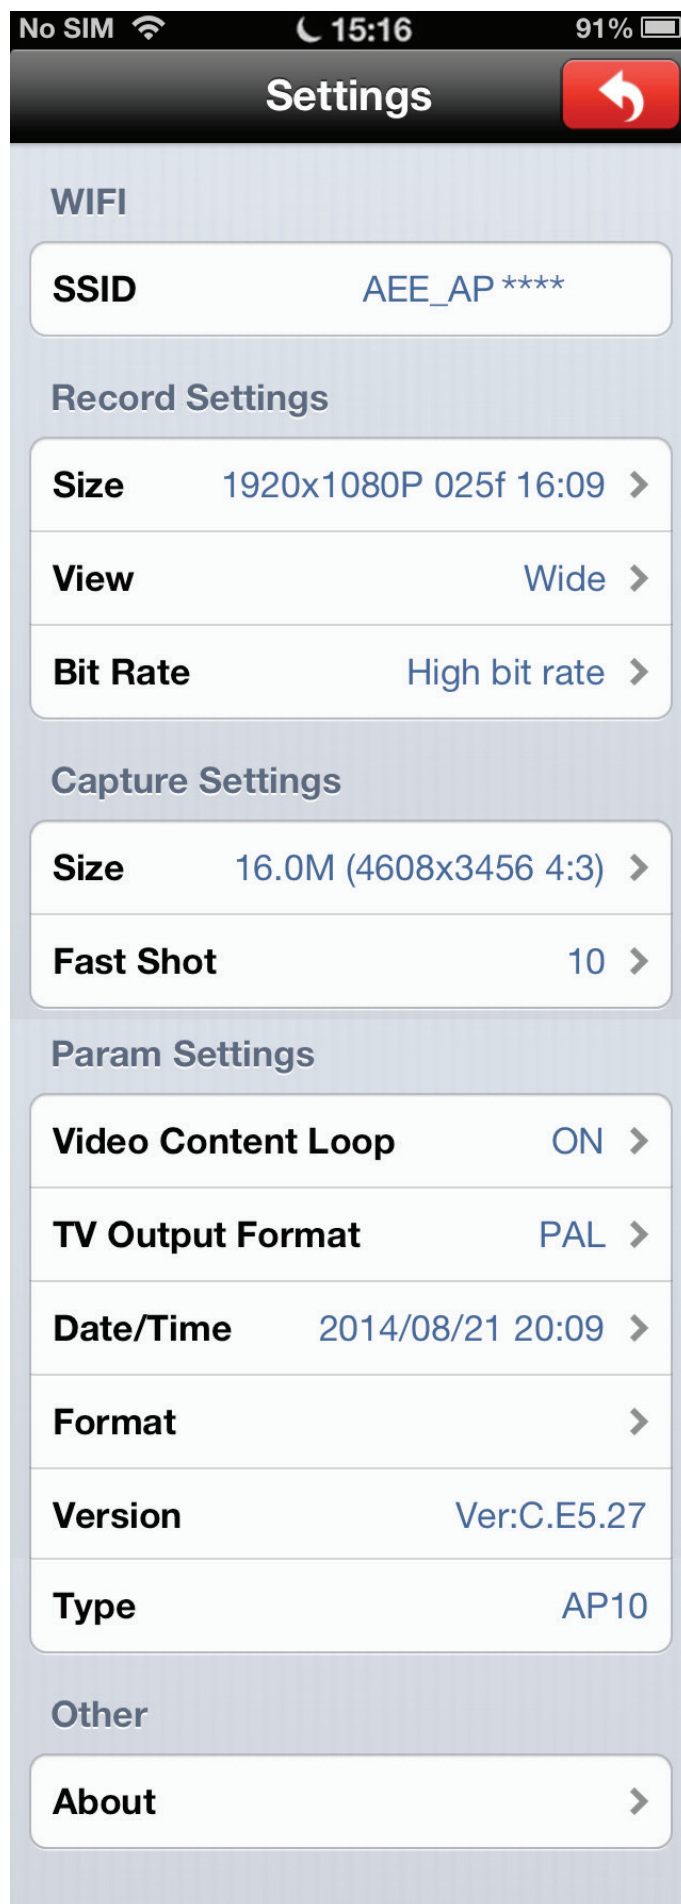 No SIM 15:16 91%
Settings
WIFI
SSID AEE_AP ****
Record Settings
Size 1920x1080P 025f 16:09
View Wide
Bit Rate High bit rate
Capture Settings
Size 16.0M (4608x3456 4:3)
Fast Shot 10
Param Settings
Video Content Loop ON
TV Output Format PAL
Date/Time 2014/08/21 20:09
Format
Version Ver:C.E5.27
Type AP10
Other
About